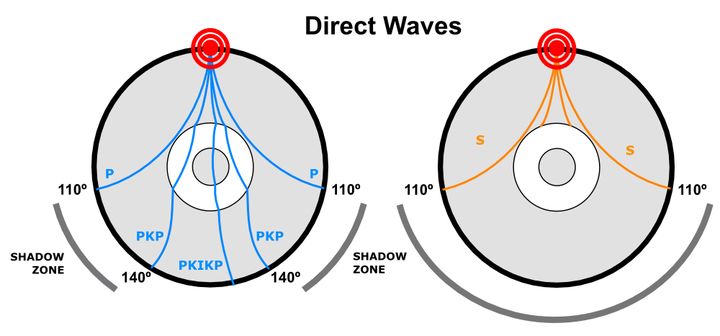 Direct Waves
P
P
110º
110º
PKP
PKP
PKIKP
SHADOW
ZONE
140º
140º
S
S
110º
110º
SHADOW
ZONE